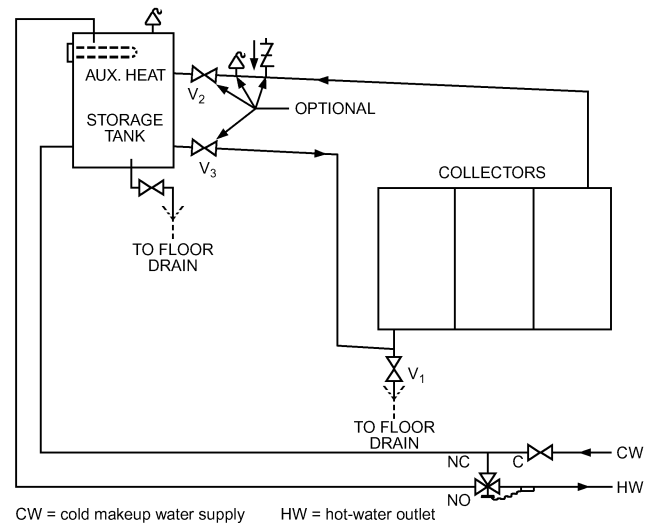 AUX. HEAT
V2
OPTIONAL
STORAGE
TANK
V3
COLLECTORS
TO FLOOR
DRAIN
V1
TO FLOOR
DRAIN
NC
C
CW
NO
HW
CW = cold makeup water supply
HW = hot-water outlet